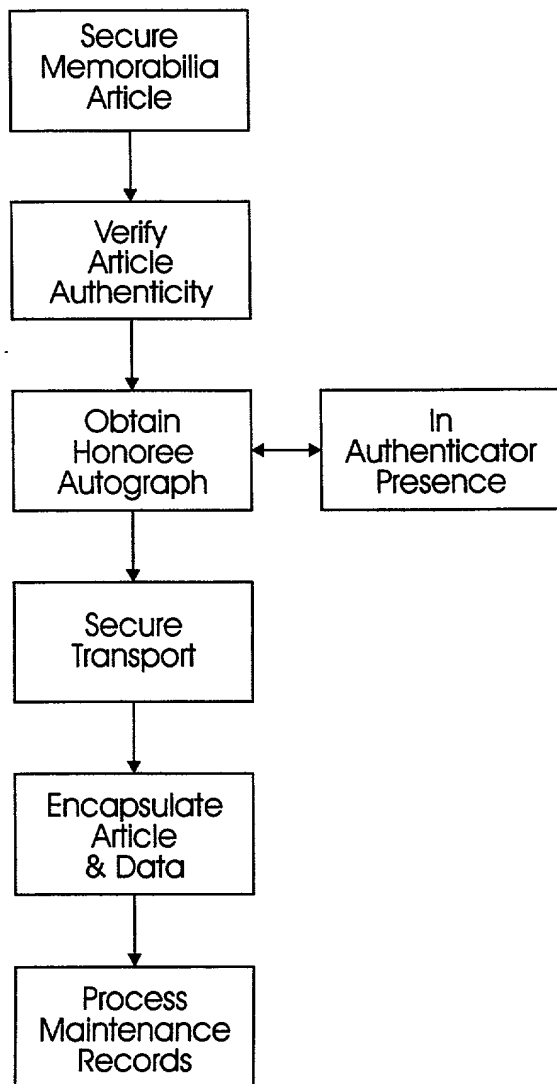 Secure
Memorabilia
Article
Verify
Article
Authenticity
Obtain
Honoree
Autograph
In
Authenticator
Presence
Secure
Transport
Encapsulate
Article
& Data
Process
Maintenance
Records